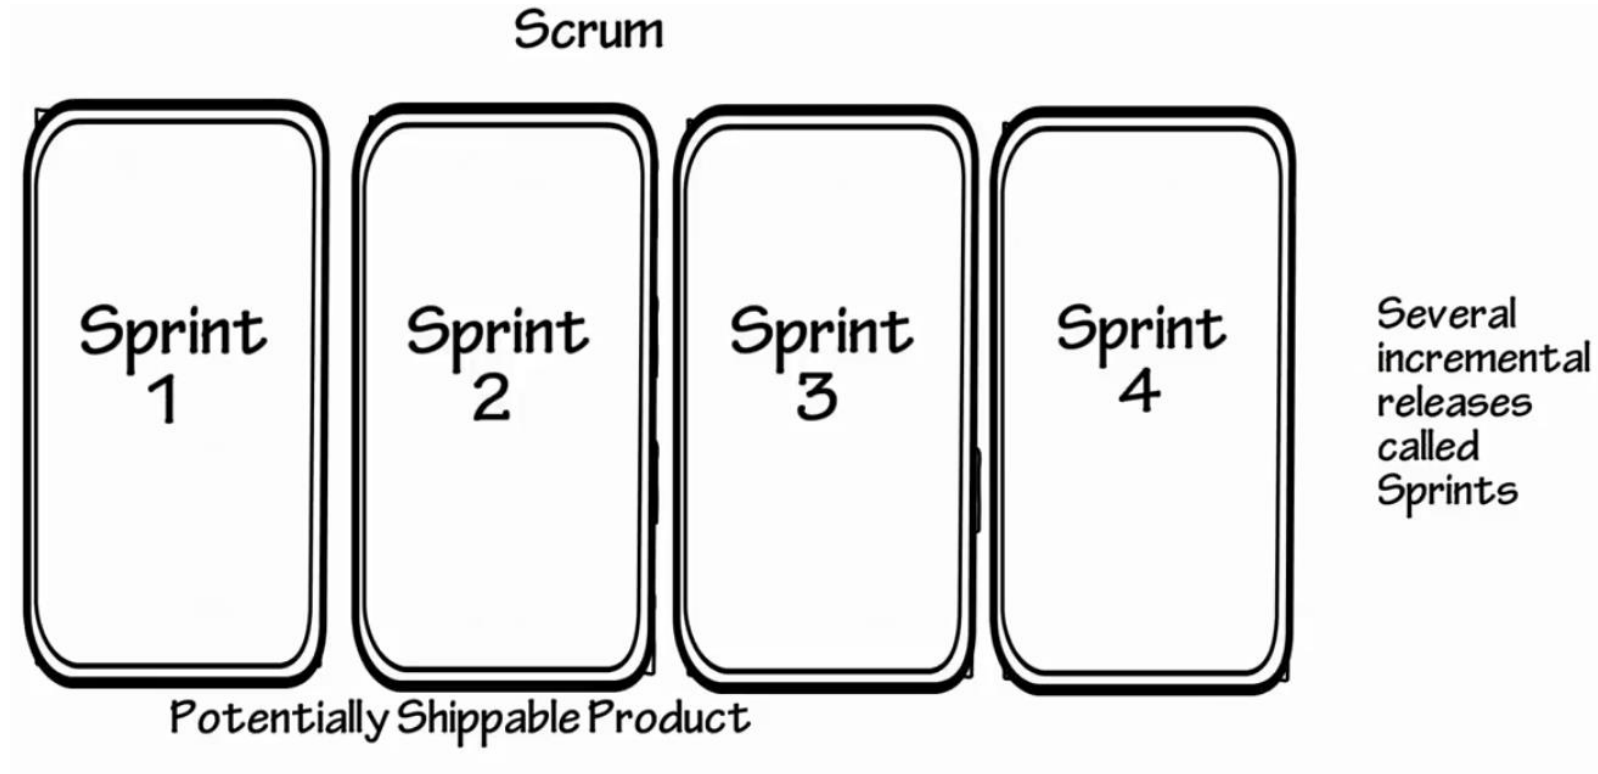 Scrum
Sprint
1
Sprint
2
Sprint
3
Sprint
4
Several
incremental
releases
called
Sprints
Potentially Shippable Product